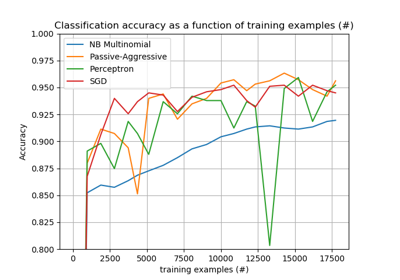 Classification accuracy as a function of training examples (#)
1.000
0.975
0.950
0.925
0.900
0.875
0.850
0.825
0.800
Accuracy
NB Multinomial
Passive-Aggressive
Perceptron
SGD
0 2500 5000 7500 10000 12500 15000 17500
training examples (#)